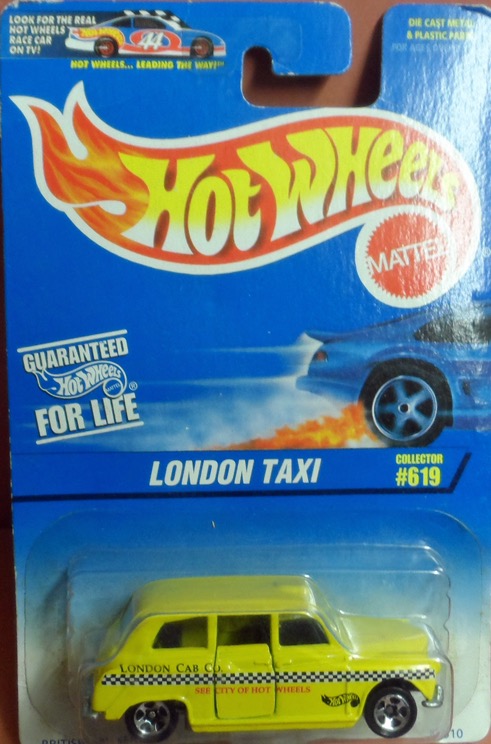 LOOK FOR THE REAL
HOT WHEELS
RACE CAR
ON TV!
44
HOT WHEELS... LEADING THE WAY!™
DIE CAST METAL
& PLASTIC PARTS
HOT WHEELS
MATTEL
®
GUARANTEED
HOT WHEELS
MATTEL
®
FOR LIFE
LONDON TAXI
COLLECTOR
#619
LONDON CAB CO.
SEE CITY OF HOT WHEELS
HOT WHEELS